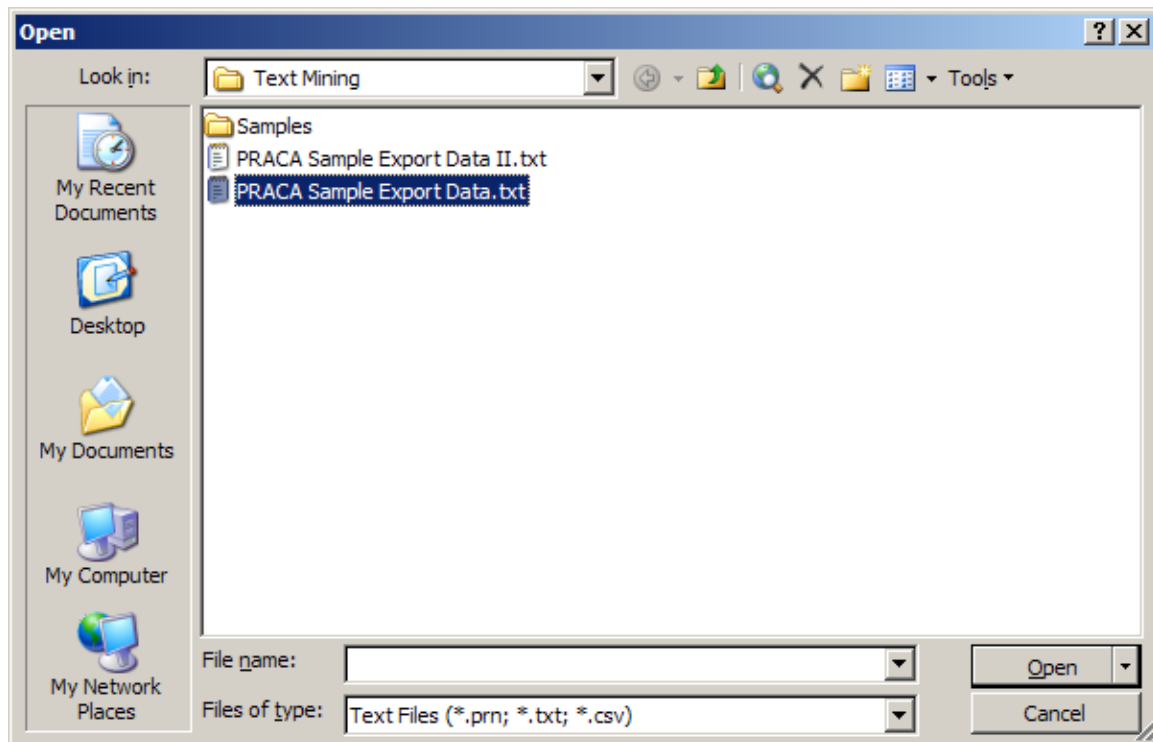 Open
Look in:
Text Mining
Tools
Samples
PRACA Sample Export Data II.txt
PRACA Sample Export Data.txt
My Recent
Documents
Desktop
My Documents
My Computer
My Network
Places
File name:
Open
Files of type:
Text Files (*.prn; *.txt; *.csv)
Cancel